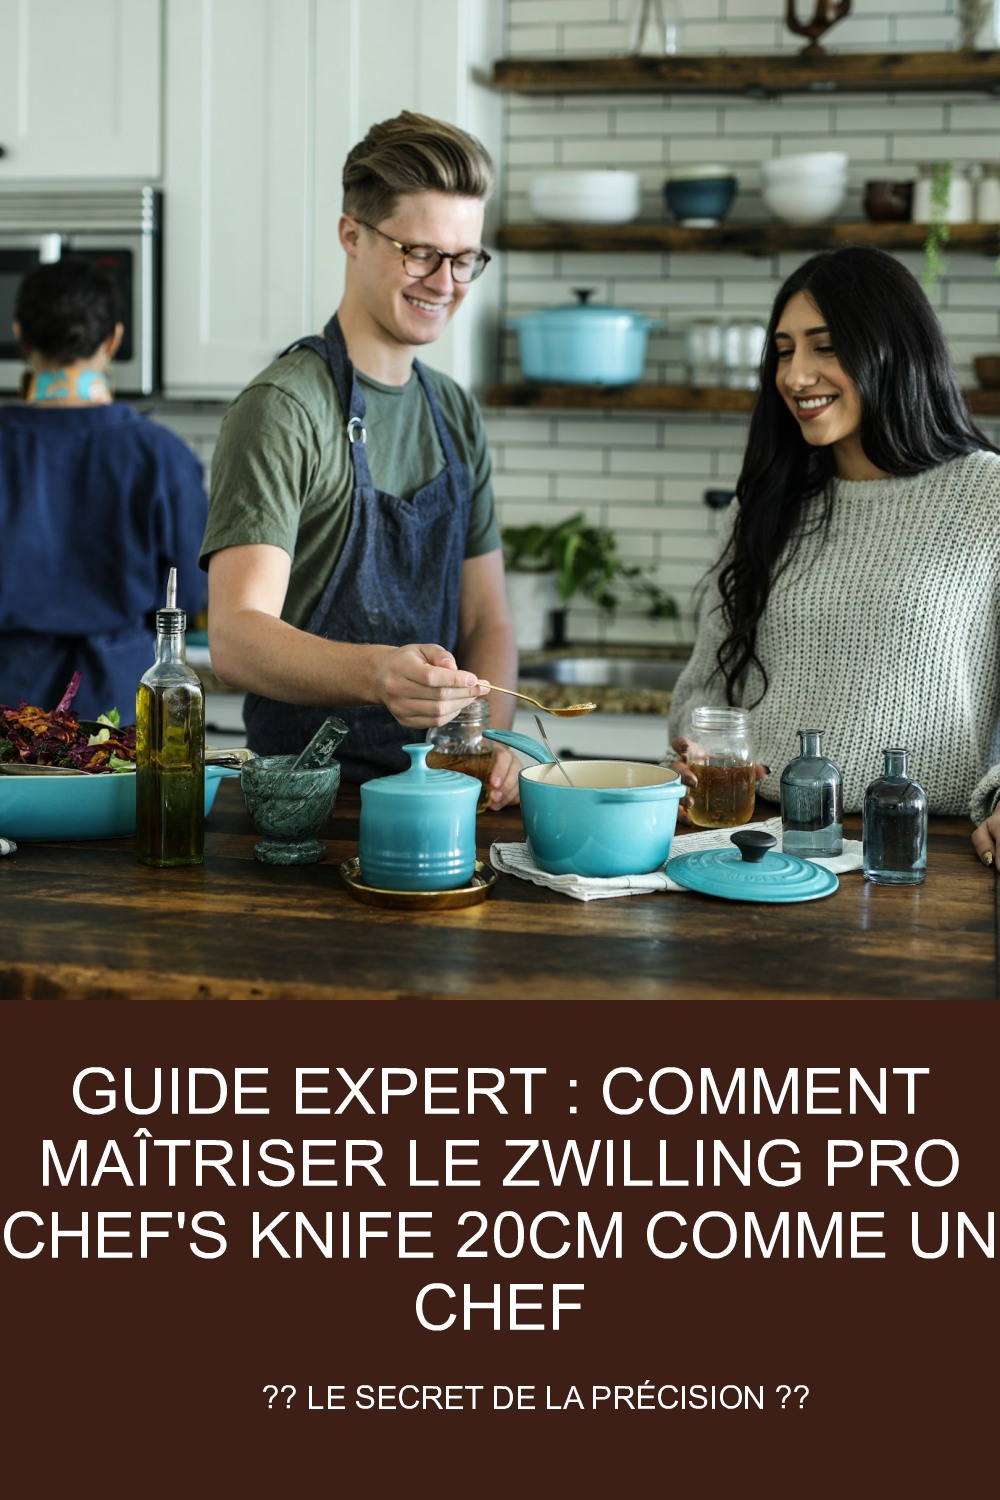 GUIDE EXPERT : COMMENT
MAÎTRISER LE ZWILLING PRO
CHEF'S KNIFE 20CM COMME UN
CHEF
?? LE SECRET DE LA PRÉCISION ??